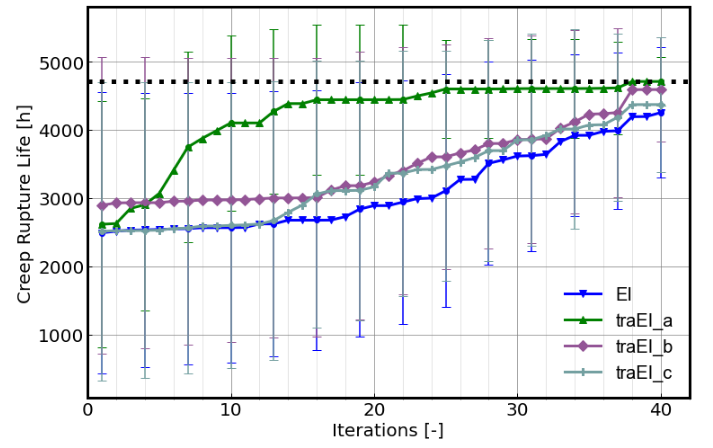 5000
4000
3000
2000
1000
Creep Rupture Life [h]
EI
traEI_a
traEI_b
traEI_c
0
10
20
30
40
Iterations [-]